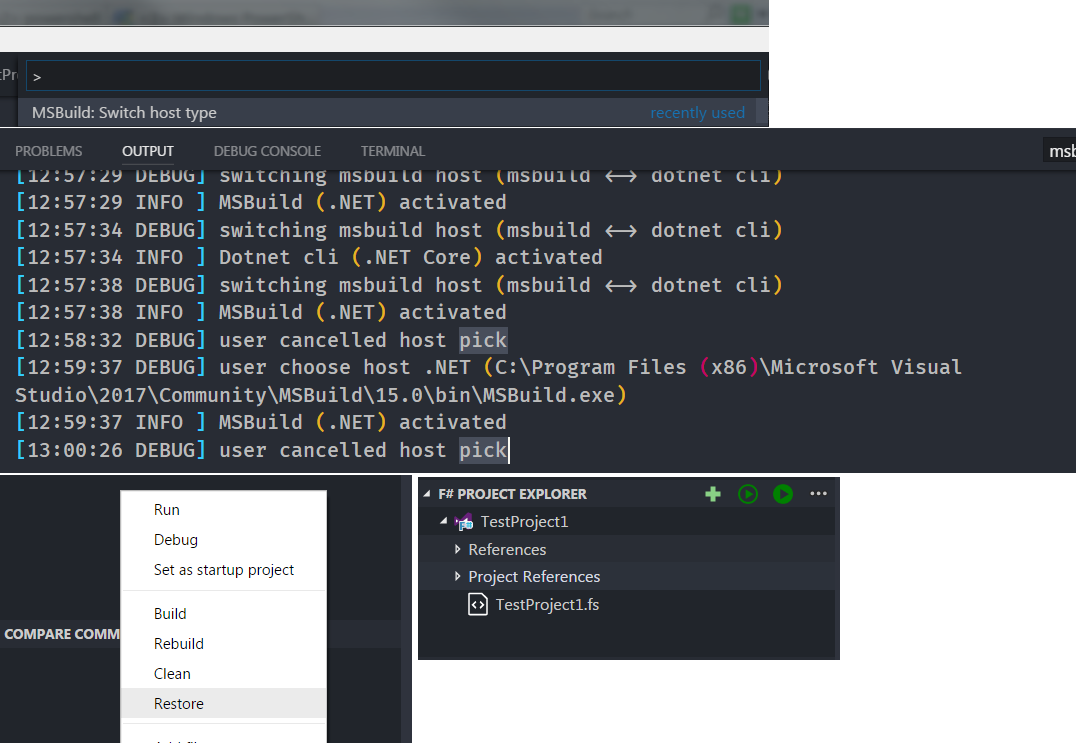 tPr
>
MSBuild: Switch host type recently used
PROBLEMS OUTPUT DEBUG CONSOLE TERMINAL msb
[12:57:29 DEBUG] switching msbuild host (msbuild <-> dotnet cli)
[12:57:29 INFO ] MSBuild (.NET) activated
[12:57:34 DEBUG] switching msbuild host (msbuild <-> dotnet cli)
[12:57:34 INFO ] Dotnet cli (.NET Core) activated
[12:57:38 DEBUG] switching msbuild host (msbuild <-> dotnet cli)
[12:57:38 INFO ] MSBuild (.NET) activated
[12:58:32 DEBUG] user cancelled host pick
[12:59:37 DEBUG] user choose host .NET (C:\Program Files (x86)\Microsoft Visual
Studio\2017\Community\MSBuild\15.0\bin\MSBuild.exe)
[12:59:37 INFO ] MSBuild (.NET) activated
[13:00:26 DEBUG] user cancelled host pick
COMPARE COMM
Run
Debug
Set as startup project
Build
Rebuild
Clean
Restore
F# PROJECT EXPLORER
TestProject1
References
Project References
TestProject1.fs